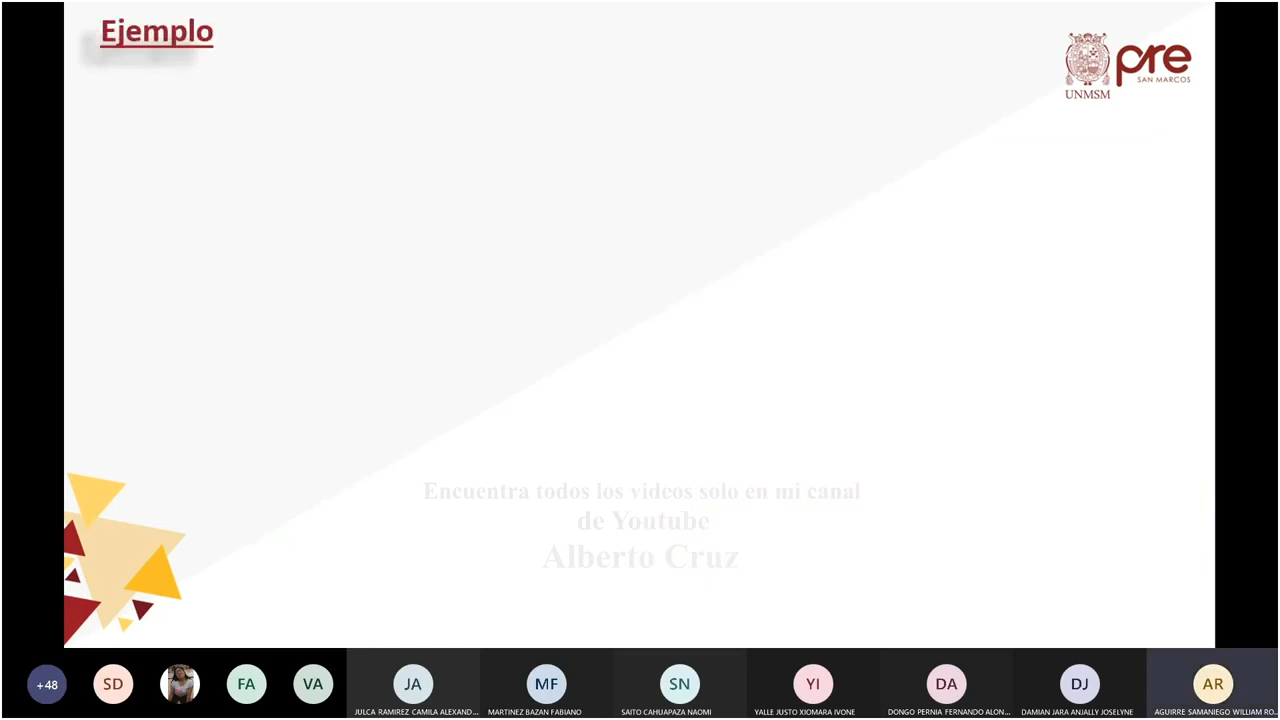 Ejemplo
pre
SAN MARCOS
UNMSM
Encuentra todos los videos solo en mi canal
de Youtube
Alberto Cruz
+48
SD
FA
VA
JA
MF
SN
YI
DA
DJ
AR
JULCA RAMIREZ CAMILA ALEXAND...
MARTINEZ BAZAN FABIANO
SAITO CAHUAPAZA NAOMI
YALLE JUSTO XIOMARA IVONE
DONGO PERNIA FERNANDO ALON...
DAMIAN JARA ANJALLY JOSELYNE
AGUIRRE SAMANIEGO WILLIAM RO...